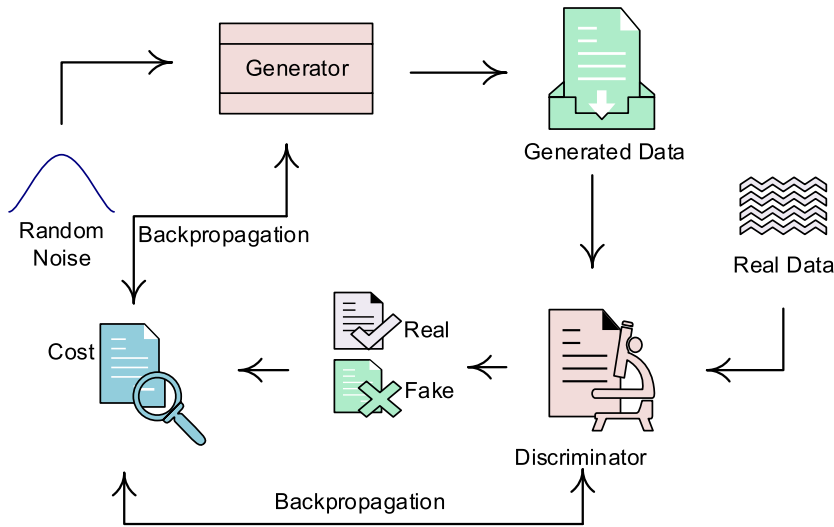 Generator
Generated Data
Random
Noise
Backpropagation
Real Data
Cost
Real
Fake
Discriminator
Backpropagation